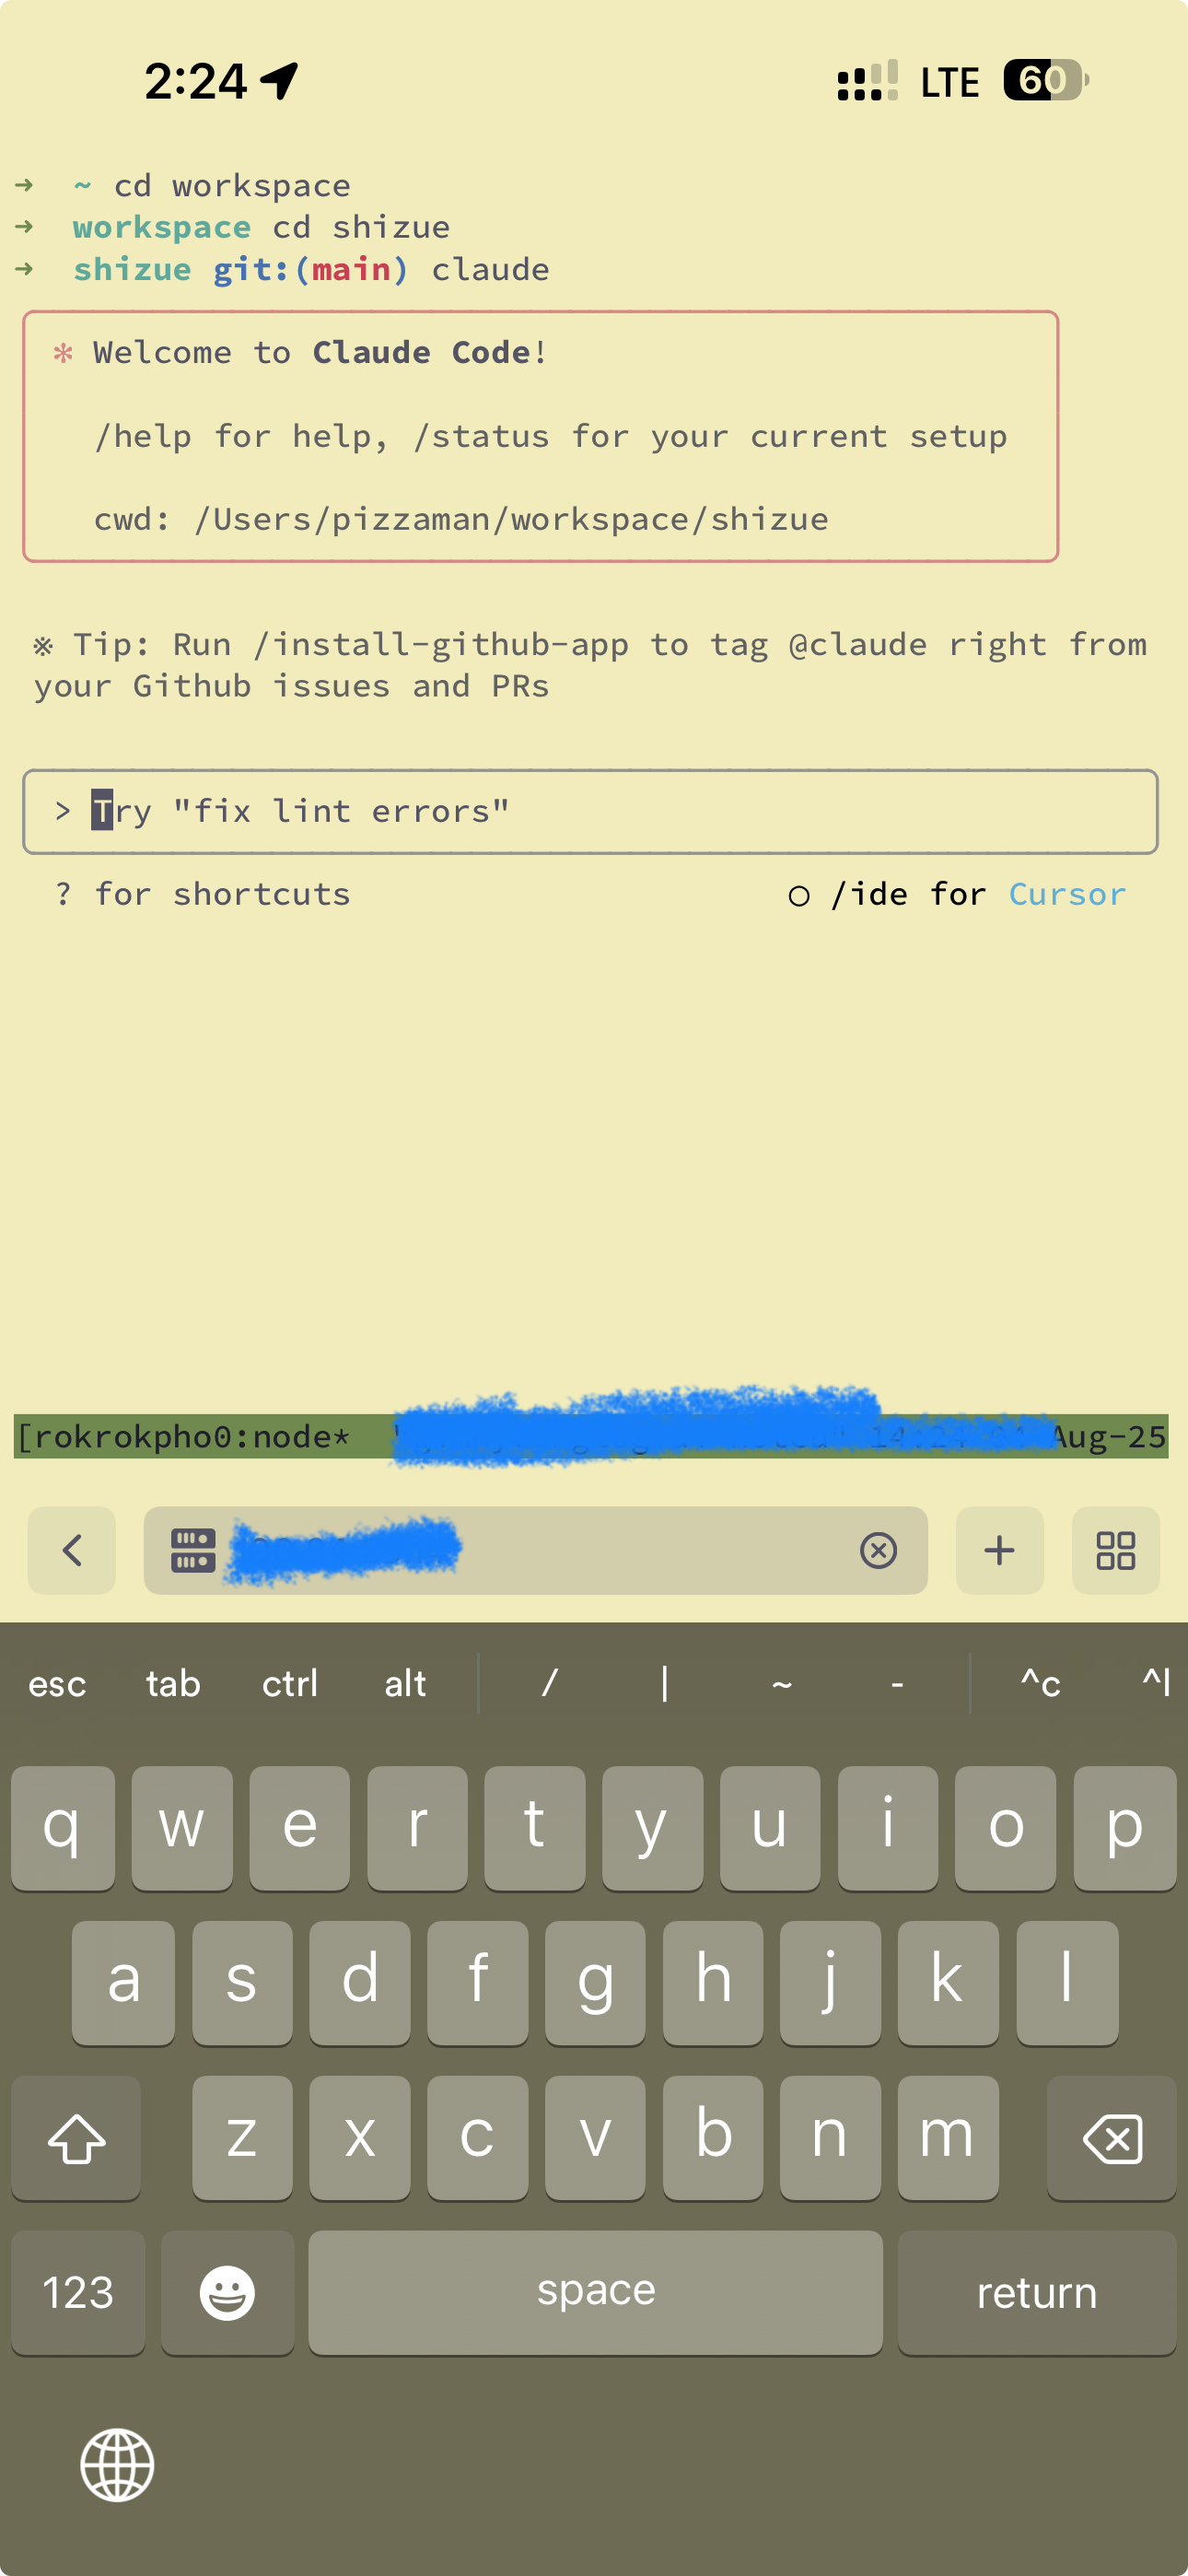 2:24 LTE 60
→ ~ cd workspace
→ workspace cd shizue
→ shizue git:(main) claude
✻ Welcome to Claude Code!
/help for help, /status for your current setup
cwd: /Users/pizzaman/workspace/shizue
※ Tip: Run /install-github-app to tag @claude right from
your Github issues and PRs
> Try "fix lint errors"
? for shortcuts ○ /ide for Cursor
[rokrokpho0:node* Aug-25
esc tab ctrl alt / | ~ - ^c ^l
q w e r t y u i o p
a s d f g h j k l
z x c v b n m
123 space return